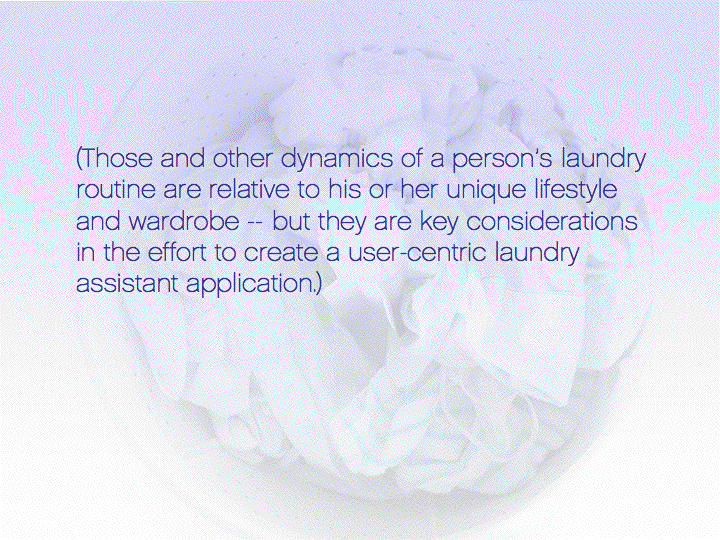 (Those and other dynamics of a person's laundry
routine are relative to his or her unique lifestyle
and wardrobe -- but they are key considerations
in the effort to create a user-centric laundry
assistant application.)